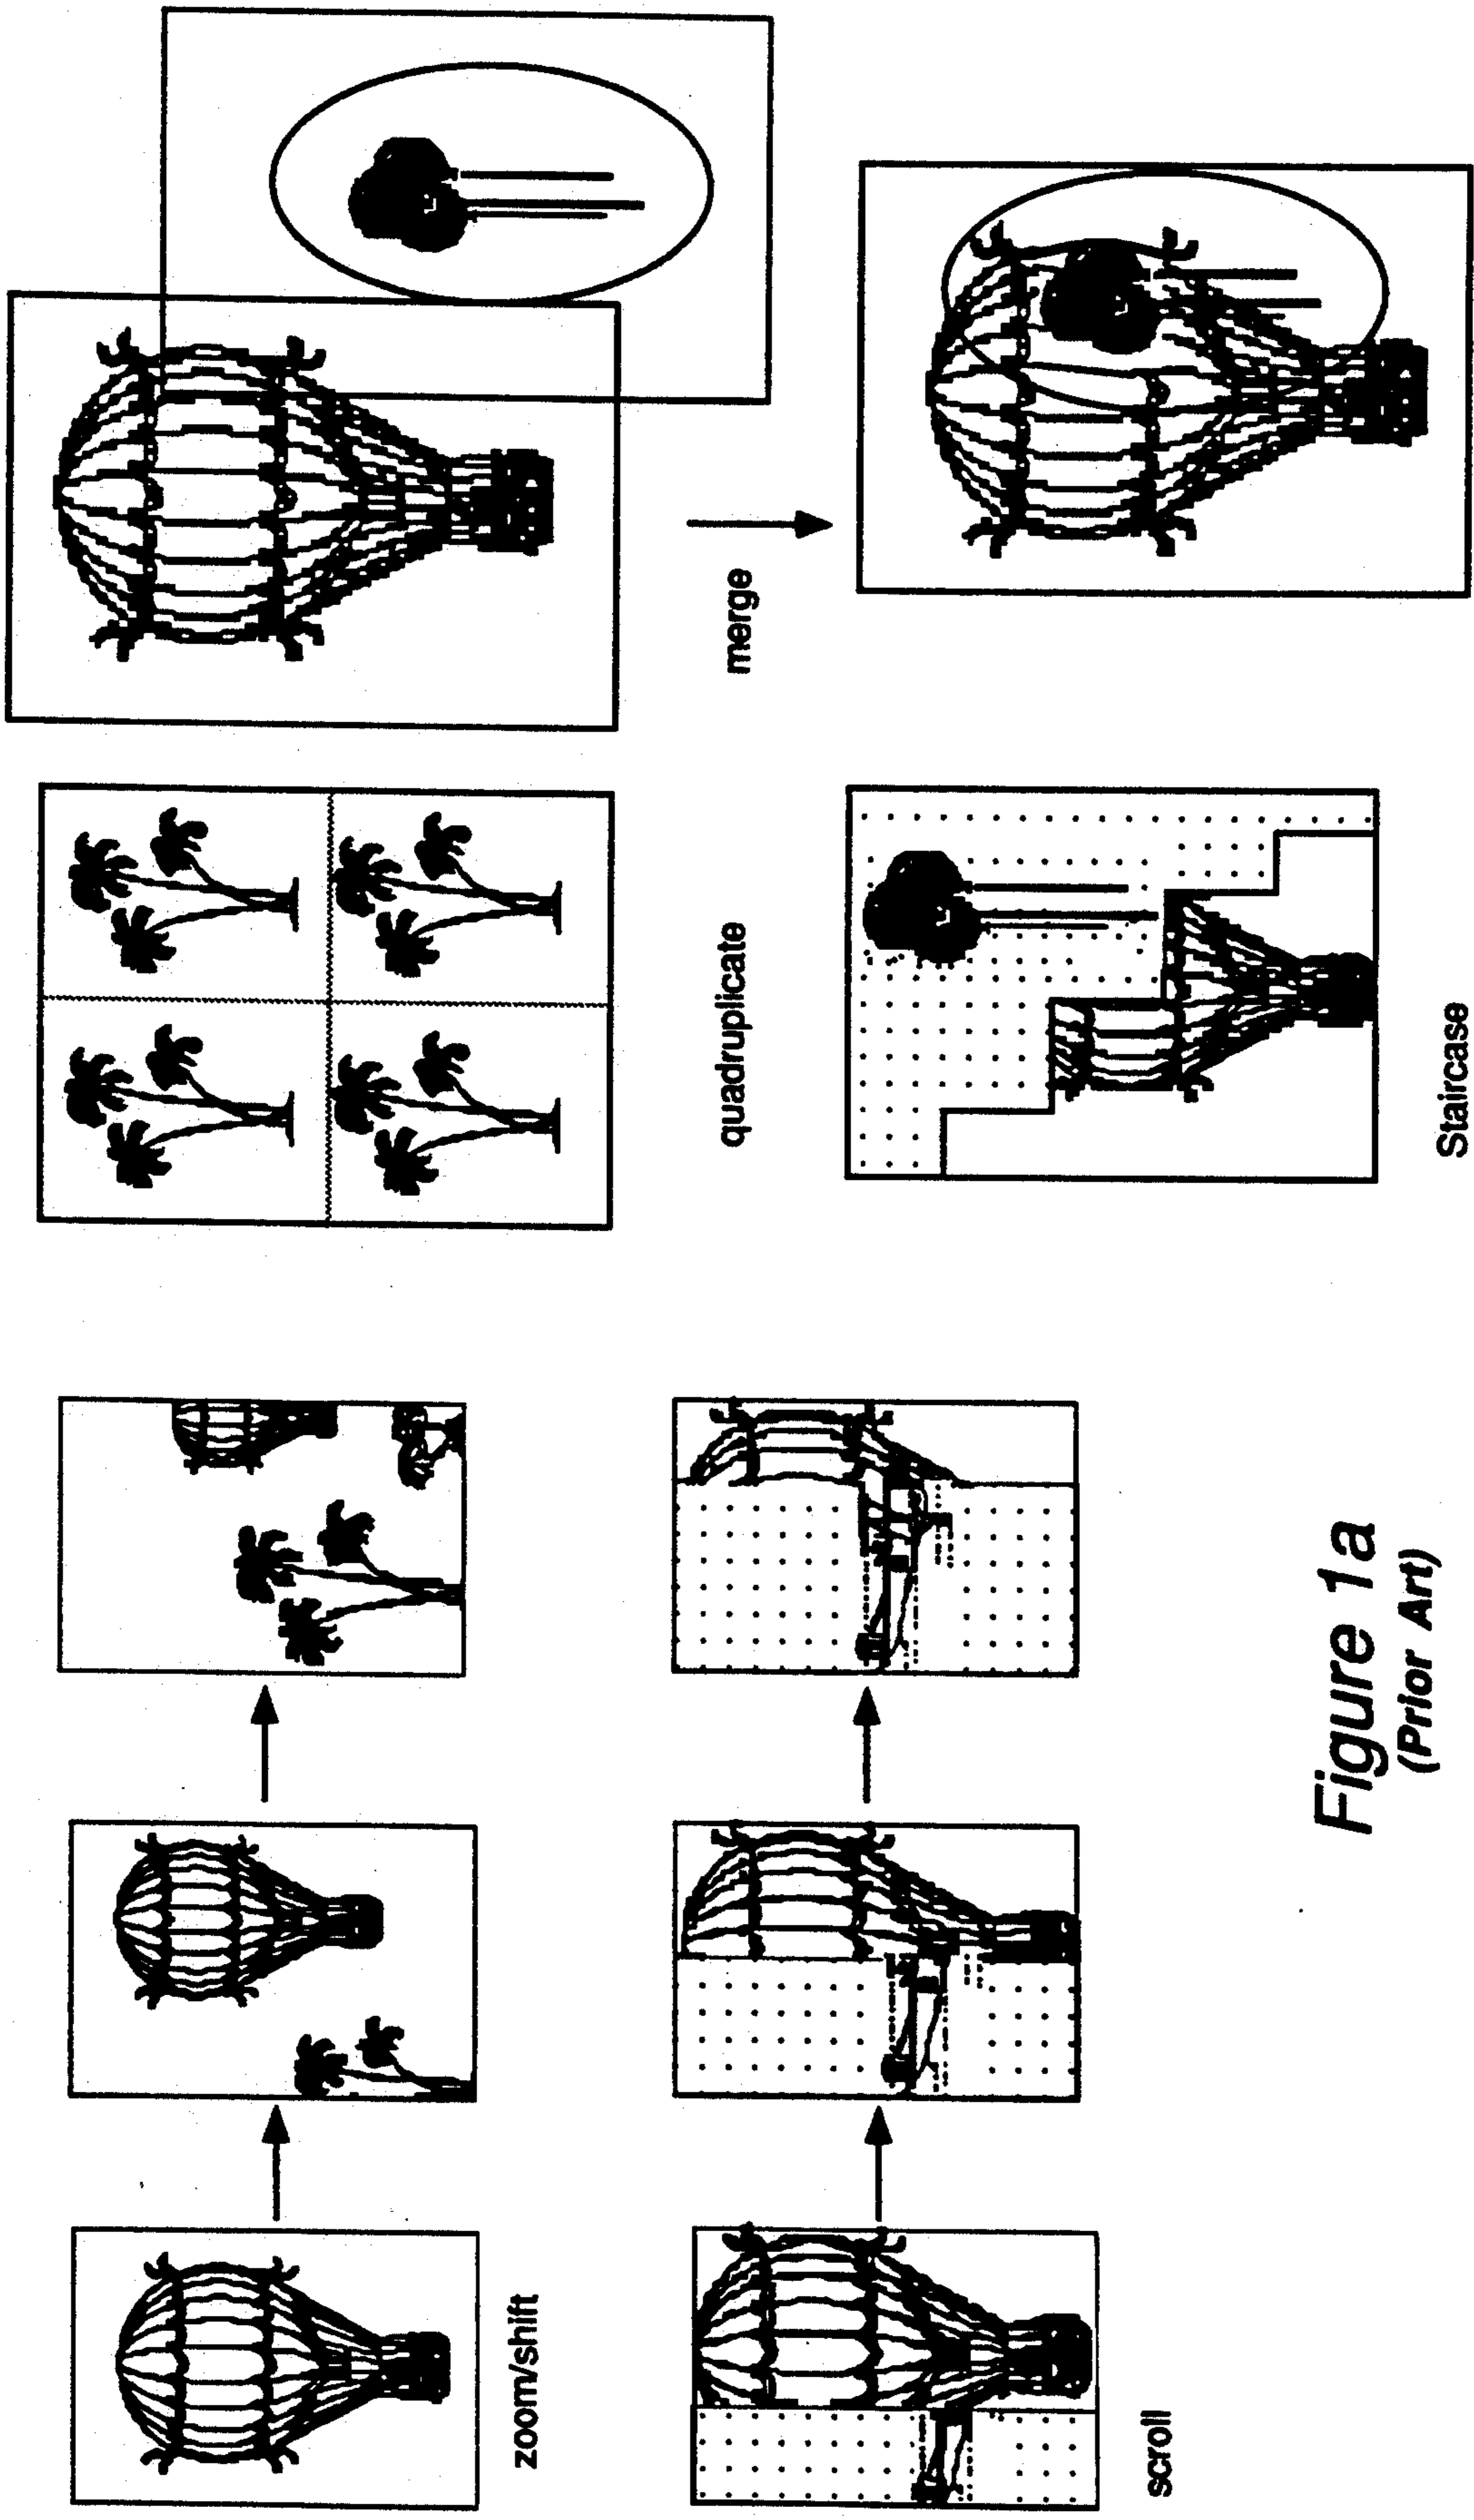 zoom/shift
quadruplicate
merge
scroll
Staircase
Figure 1a
(Prior Art)